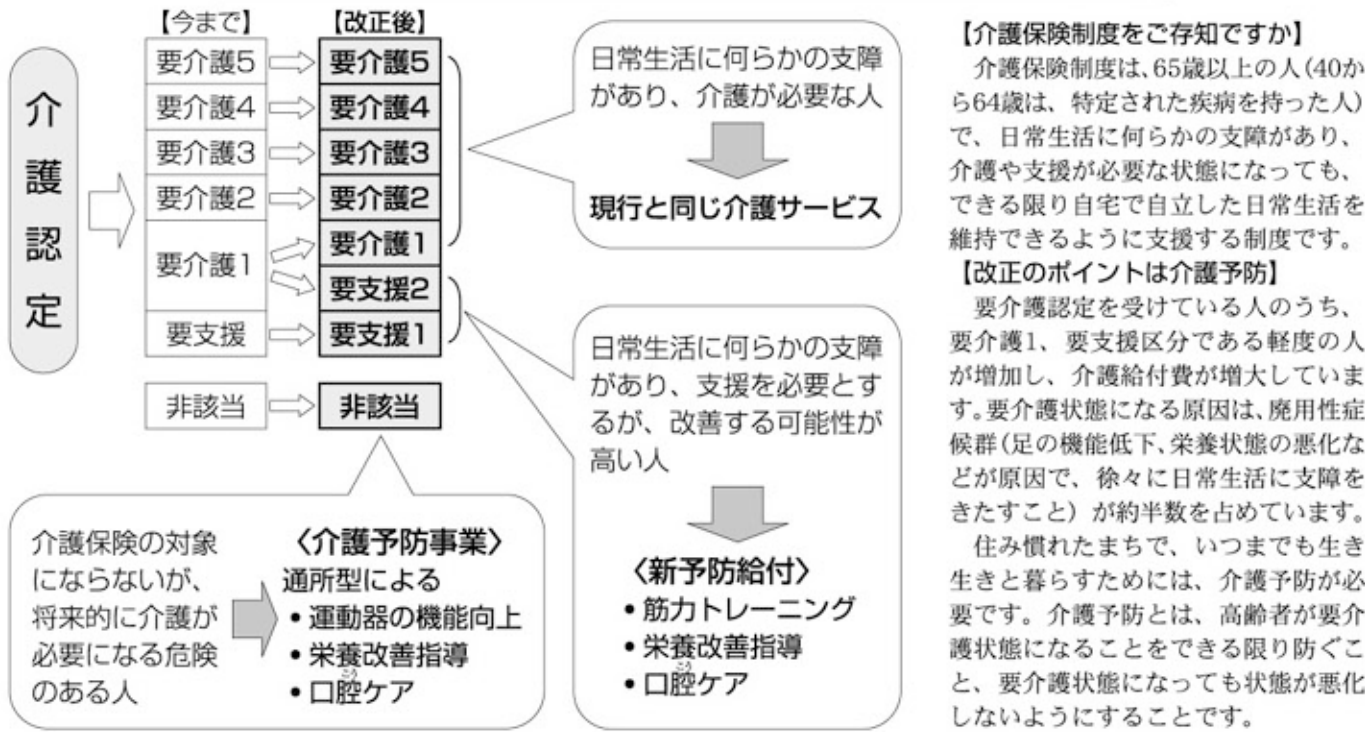 介護認定
【今まで】
要介護5
要介護4
要介護3
要介護2
要介護1
要支援
非該当
【改正後】
要介護5
要介護4
要介護3
要介護2
要介護1
要支援2
要支援1
非該当
日常生活に何らかの支障
があり、介護が必要な人
現行と同じ介護サービス
日常生活に何らかの支障
があり、支援を必要とす
るが、改善する可能性が
高い人
〈新予防給付〉
•筋力トレーニング
•栄養改善指導
こう
•口腔ケア
介護保険の対象
にならないが、
将来的に介護が
必要になる危険
のある人
〈介護予防事業〉
通所型による
•運動器の機能向上
•栄養改善指導
こう
•口腔ケア
【介護保険制度をご存知ですか】
介護保険制度は、65歳以上の人(40か
ら64歳は、特定された疾病を持った人)
で、日常生活に何らかの支障があり、
介護や支援が必要な状態になっても、
できる限り自宅で自立した日常生活を
維持できるように支援する制度です。
【改正のポイントは介護予防】
要介護認定を受けている人のうち、
要介護1、要支援区分である軽度の人
が増加し、介護給付費が増大していま
す。要介護状態になる原因は、廃用性症
候群(足の機能低下、栄養状態の悪化な
どが原因で、徐々に日常生活に支障を
きたすこと)が約半数を占めています。
住み慣れたまちで、いつまでも生き
生きと暮らすためには、介護予防が必
要です。介護予防とは、高齢者が要介
護状態になることをできる限り防ぐこ
と、要介護状態になっても状態が悪化
しないようにすることです。